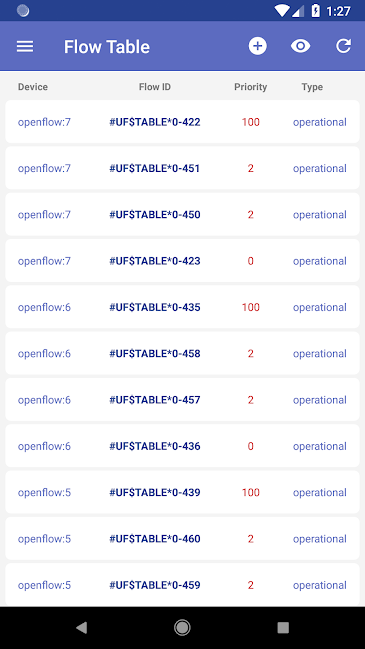 1:27
Flow Table
Device Flow ID Priority Type
openflow:7 #UF$TABLE*0-422 100 operational
openflow:7 #UF$TABLE*0-451 2 operational
openflow:7 #UF$TABLE*0-450 2 operational
openflow:7 #UF$TABLE*0-423 0 operational
openflow:6 #UF$TABLE*0-435 100 operational
openflow:6 #UF$TABLE*0-458 2 operational
openflow:6 #UF$TABLE*0-457 2 operational
openflow:6 #UF$TABLE*0-436 0 operational
openflow:5 #UF$TABLE*0-439 100 operational
openflow:5 #UF$TABLE*0-460 2 operational
openflow:5 #UF$TABLE*0-459 2 operational